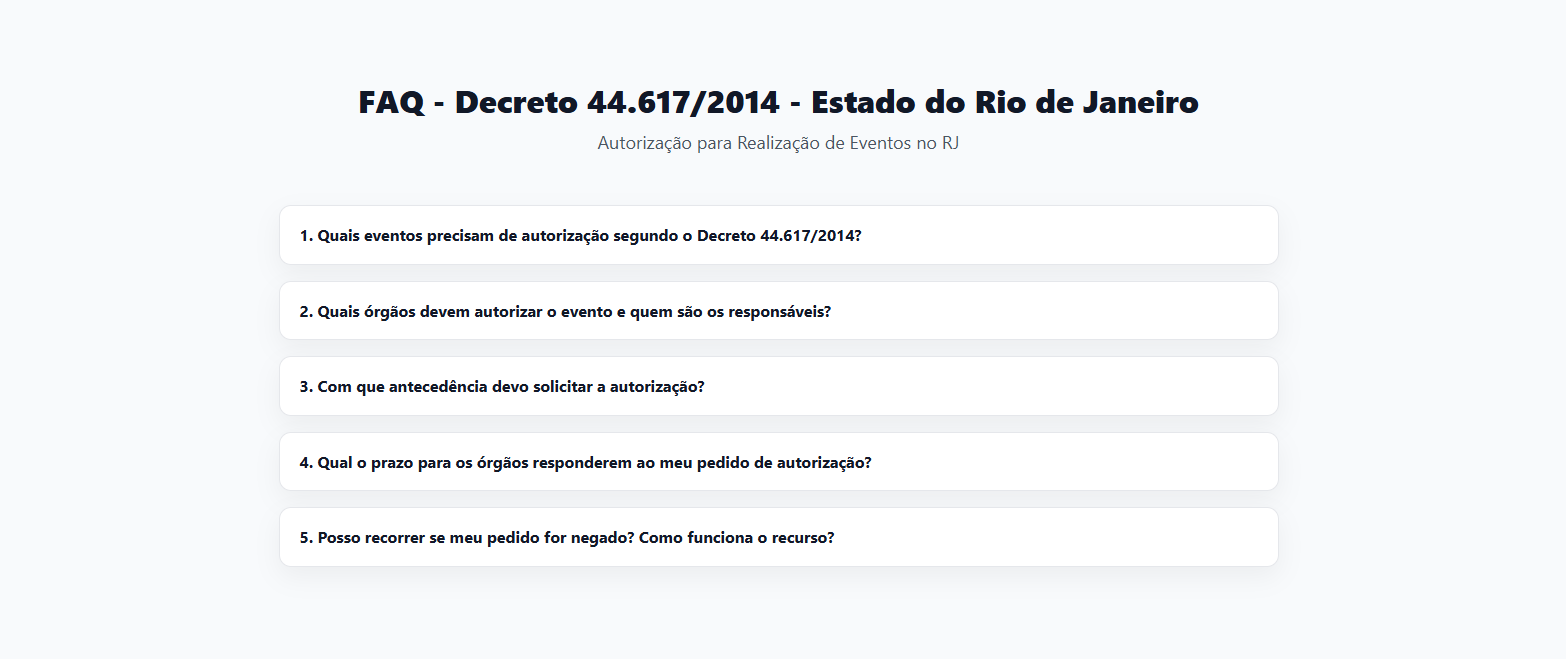 FAQ - Decreto 44.617/2014 - Estado do Rio de Janeiro
Autorização para Realização de Eventos no RJ
1. Quais eventos precisam de autorização segundo o Decreto 44.617/2014?
2. Quais órgãos devem autorizar o evento e quem são os responsáveis?
3. Com que antecedência devo solicitar a autorização?
4. Qual o prazo para os órgãos responderem ao meu pedido de autorização?
5. Posso recorrer se meu pedido for negado? Como funciona o recurso?